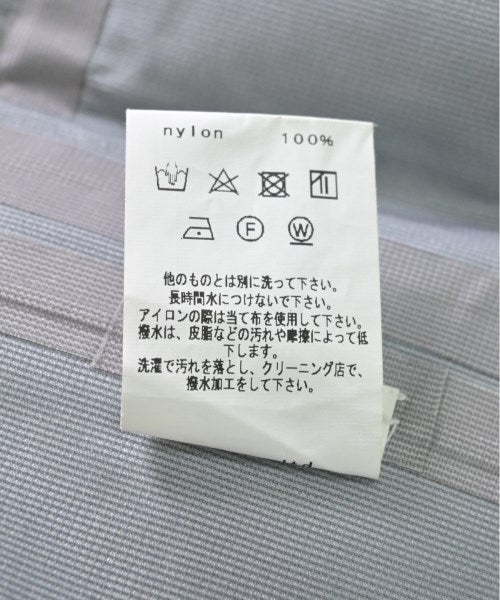 nylon 100%
F W
他のものとは別に洗って下さい。
長時間水につけないで下さい。
アイロンの際は当て布を使用して下さい。
撥水は、皮脂などの汚れや摩擦によって低
下します。
洗濯で汚れを落とし、クリーニング店で、
撥水加工をして下さい。